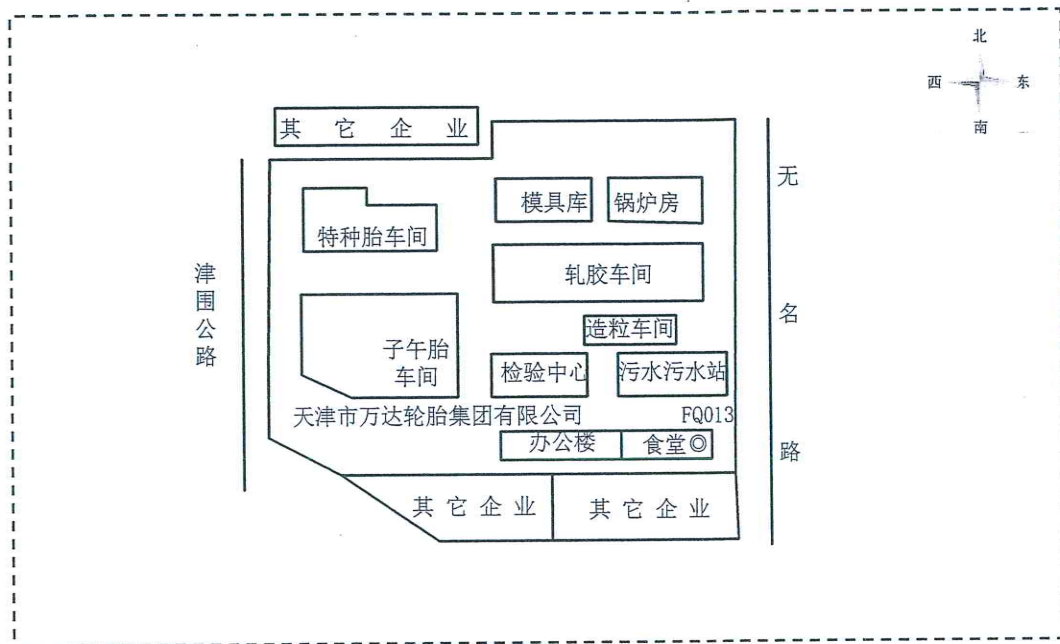 北
西 东
南
其 它 企 业
无名路
模具库 锅炉房
特种胎车间
轧胶车间
津围公路
造粒车间
子午胎
车间
检验中心 污水污水站
天津市万达轮胎集团有限公司 FQ013
办公楼 食堂◎
其 它 企 业 其 它 企 业